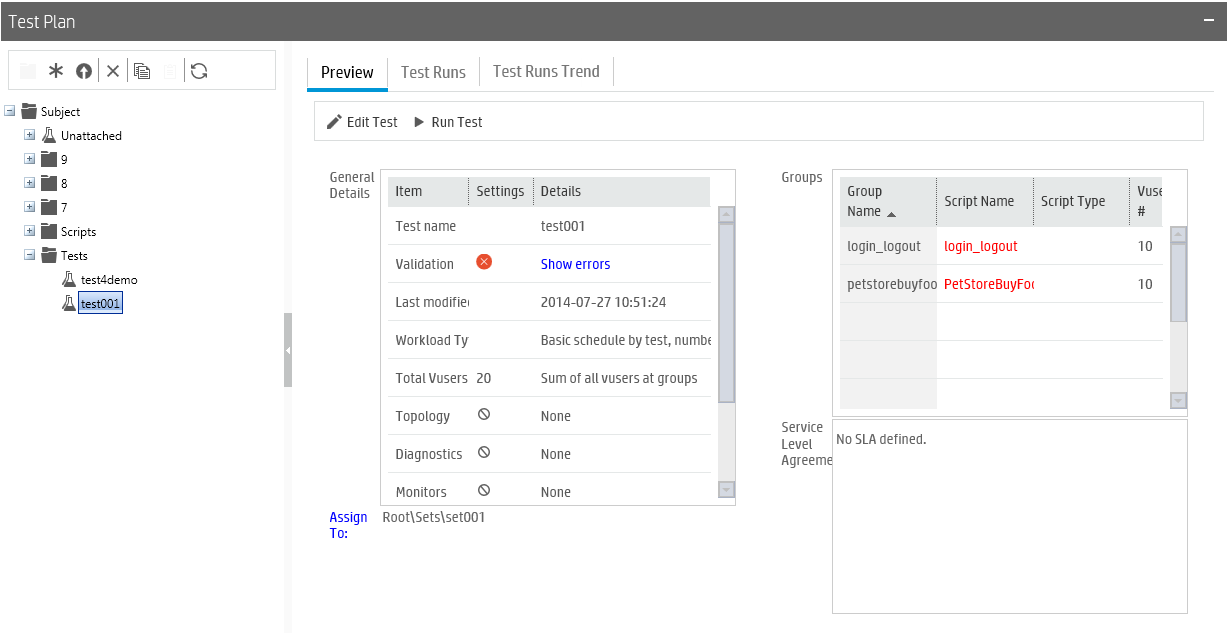 Test Plan
Subject
Unattached
9
8
7
Scripts
Tests
test4demo
test001
Preview
Test Runs
Test Runs Trend
Edit Test
Run Test
General
Details
Item Settings Details
Test name test001
Validation Show errors
Last modified 2014-07-27 10:51:24
Workload Ty Basic schedule by test, numbe
Total Vusers 20 Sum of all vusers at groups
Topology None
Diagnostics None
Monitors None
Assign
To:
Root\Sets\set001
Groups
Group
Name
Script Name
Script Type
Vuse
#
login_logout login_logout 10
petstorebuyfoo PetStoreBuyFoo 10
Service
Level
Agreeme
No SLA defined.